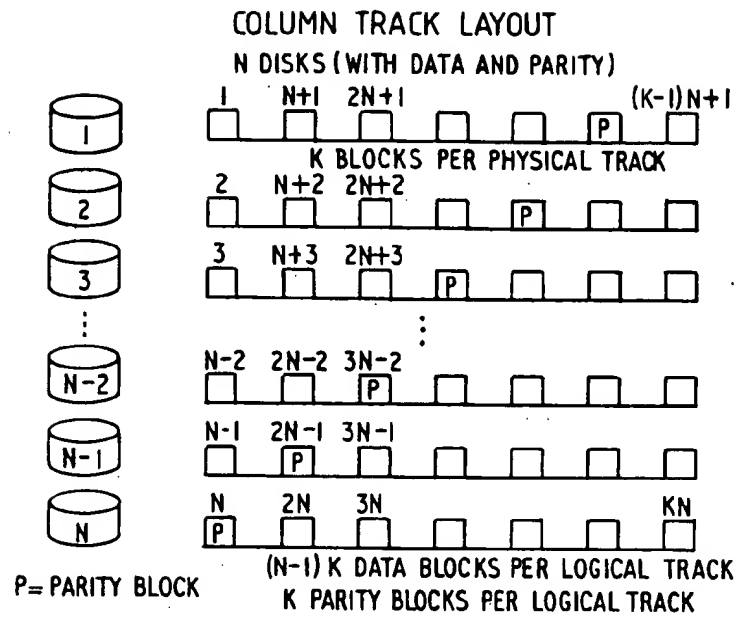 COLUMN TRACK LAYOUT
N DISKS (WITH DATA AND PARITY)
1 N+1 2N+1 (K-1)N+1
1 P
K BLOCKS PER PHYSICAL TRACK
2 N+2 2N+2
2 P
3 N+3 2N+3
3 P
N-2 2N-2 3N-2
N-2 P
N-1 2N-1 3N-1
N-1 P
N 2N 3N KN
N P
(N-1) K DATA BLOCKS PER LOGICAL TRACK
P= PARITY BLOCK
K PARITY BLOCKS PER LOGICAL TRACK